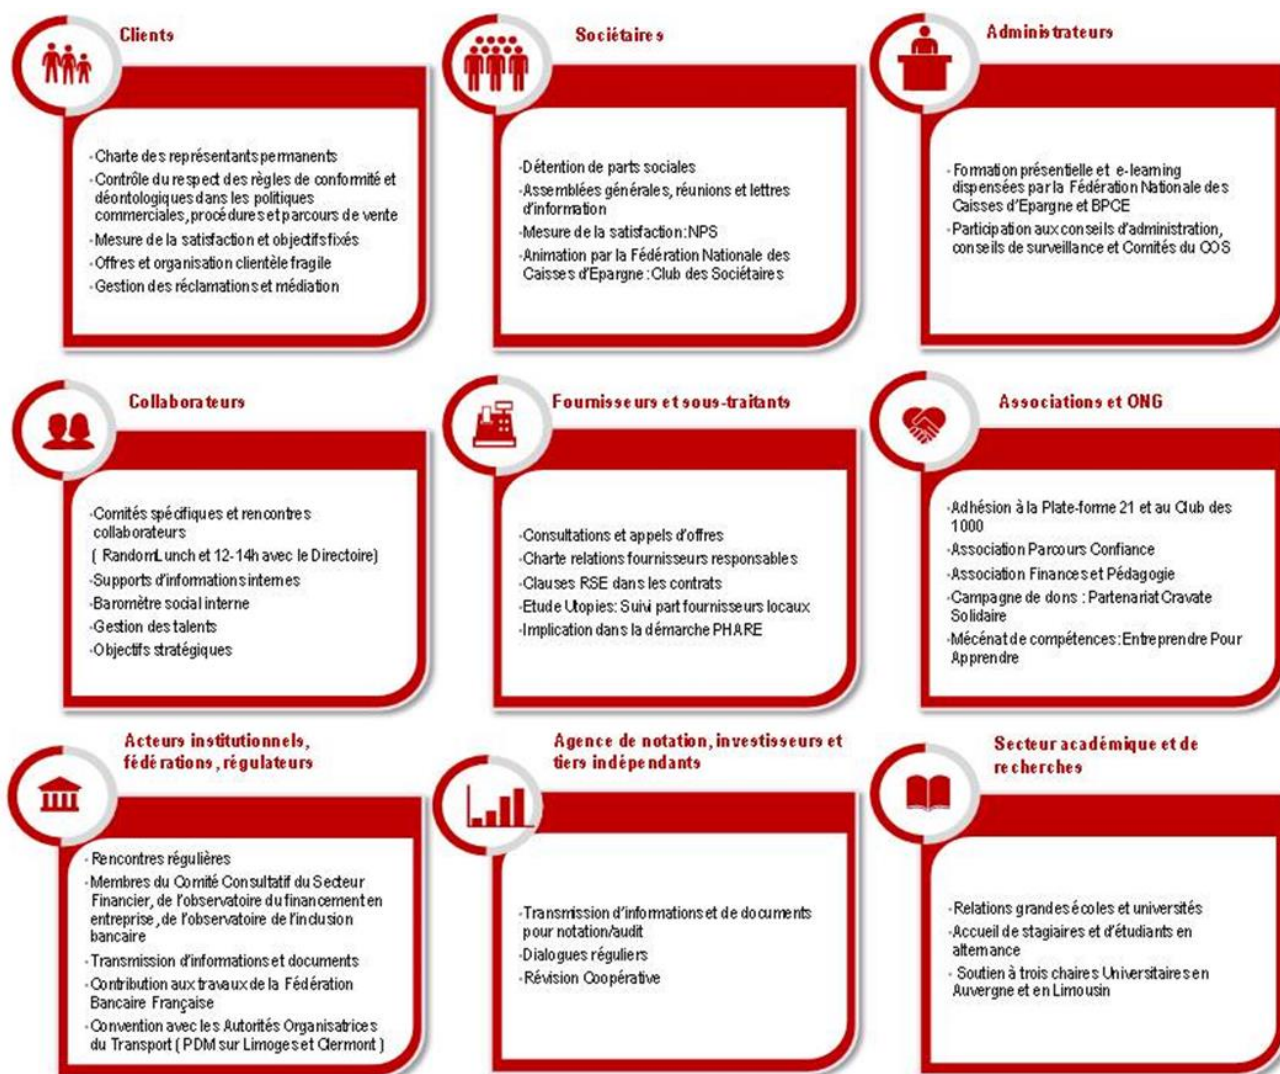 Clients
·Charte des représentants permanents
·Contrôle du respect des règles de conformité et
déontologiques dans les politiques
commerciales, procédures et parcours de vente
·Mesure de la satisfaction et objectifs fixés
·Offres et organisation clientèle fragile
·Gestion des réclamations et médiation
Sociétaires
·Détention de parts sociales
·Assemblées générales, réunions et lettres
d'information
·Mesure de la satisfaction: NPS
·Animation par la Fédération Nationale des
Caisses d'Epargne : Club des Sociétaires
Administrateurs
·Formation présentielle et e-learning
dispensées par la Fédération Nationale des
Caisses d'Epargne et BPCE
·Participation aux conseils d'administration,
conseils de surveillance et Comités du COS
Collaborateurs
·Comités spécifiques et rencontres
collaborateurs
( RandomLunch et 12-14h avec le Directoire)
·Supports d'informations internes
·Baromètre social interne
·Gestion des talents
·Objectifs stratégiques
Fournisseurs et sous-traitants
·Consultations et appels d'offres
·Charte relations fournisseurs responsables
·Clauses RSE dans les contrats
·Etude Utopies: Suivi part fournisseurs locaux
·Implication dans la démarche PHARE
Associations et ONG
·Adhésion à la Plate-forme 21 et au Club des
1000
·Association Parcours Confiance
·Association Finances et Pédagogie
·Campagne de dons : Partenariat Cravate
Solidaire
·Mécénat de compétences: Entreprendre Pour
Apprendre
Acteurs institutionnels,
fédérations, régulateurs
·Rencontres régulières
·Membres du Comité Consultatif du Secteur
Financier, de l'observatoire du financement en
entreprise, de l'observatoire de l'inclusion
bancaire
·Transmission d'informations et documents
·Contribution aux travaux de la Fédération
Bancaire Française
·Convention avec les Autorités Organisatrices
du Transport ( PDM sur Limoges et Clermont )
Agence de notation, investisseurs et
tiers indépendants
·Transmission d'informations et de documents
pour notation/audit
·Dialogues réguliers
·Révision Coopérative
Secteur académique et de
recherches
·Relations grandes écoles et universités
·Accueil de stagiaires et d'étudiants en
alternance
· Soutien à trois chaires Universitaires en
Auvergne et en Limousin